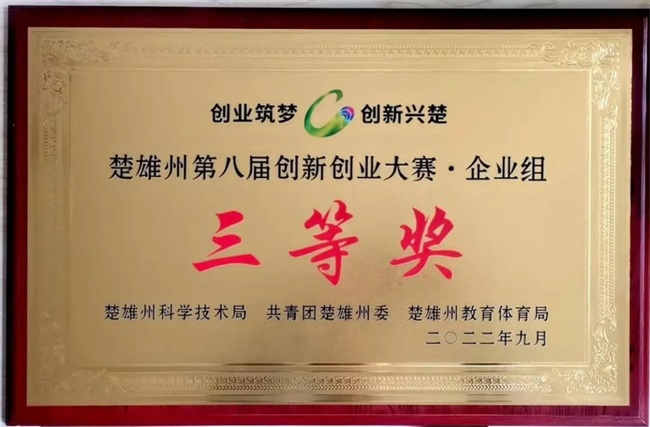 创业筑梦 创新兴楚
楚雄州第八届创新创业大赛·企业组
三等奖
楚雄州科学技术局 共青团楚雄州委 楚雄州教育体育局
二〇二二年九月